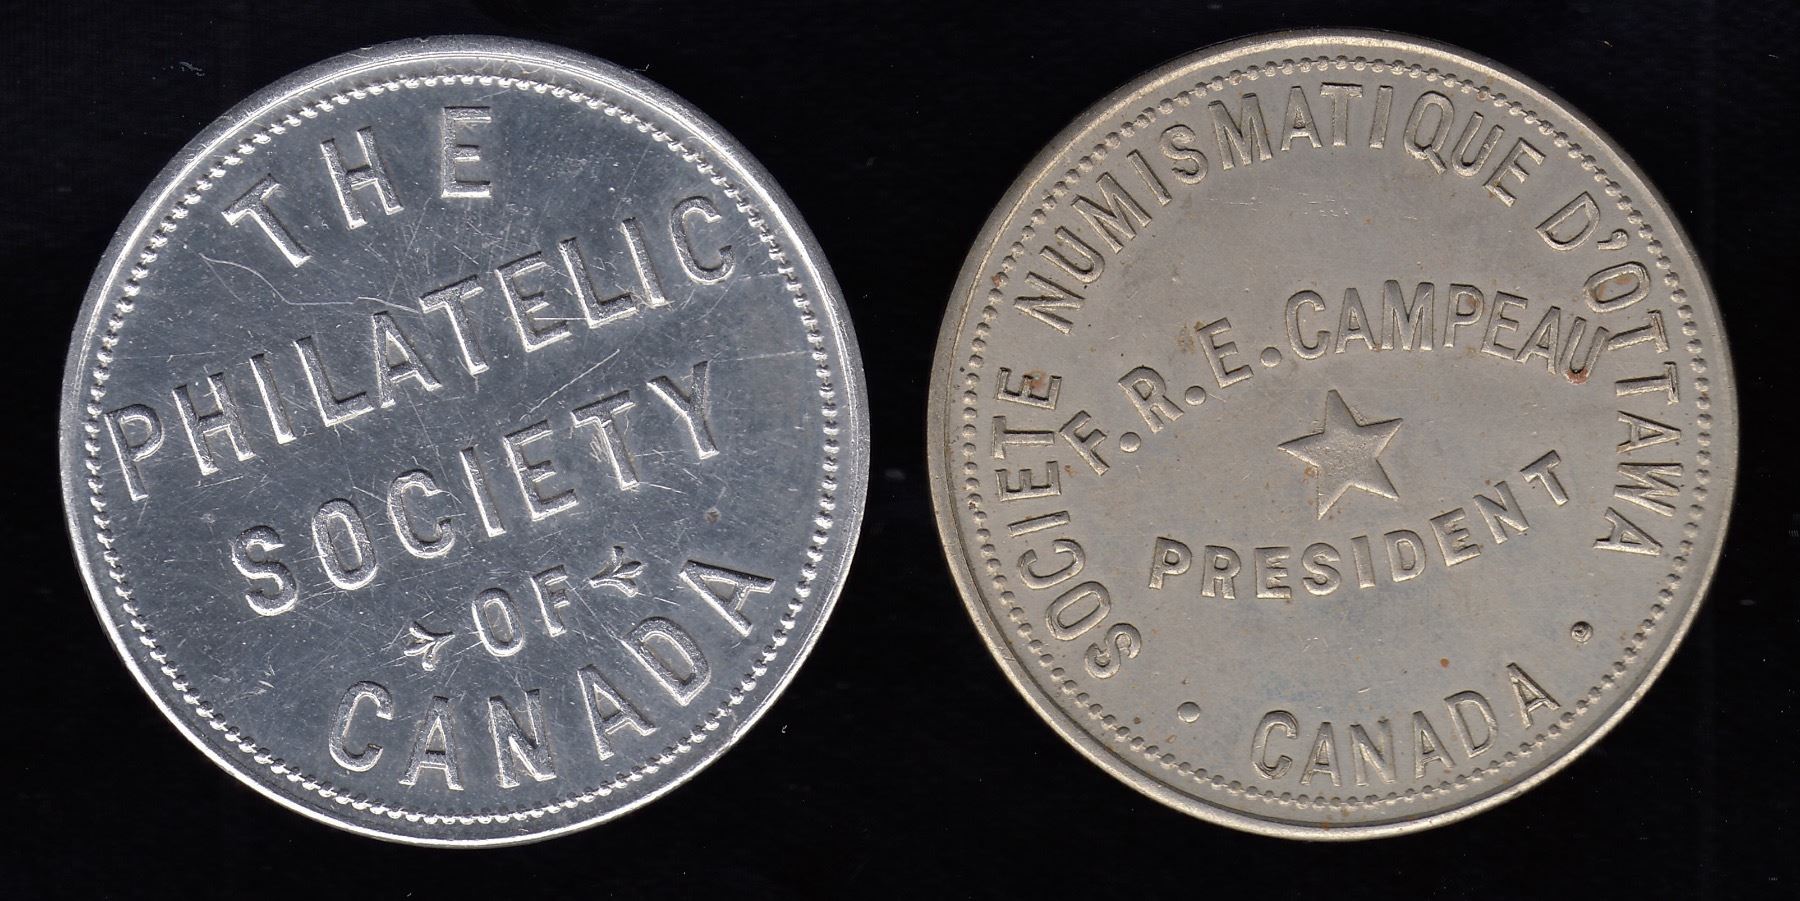 THE
PHILATELIC
SOCIETY
OF
CANADA
SOCIETE NUMISMATIQUE D'OTTAWA
F.R.E. CAMPEAU
PRESIDENT
• CANADA •